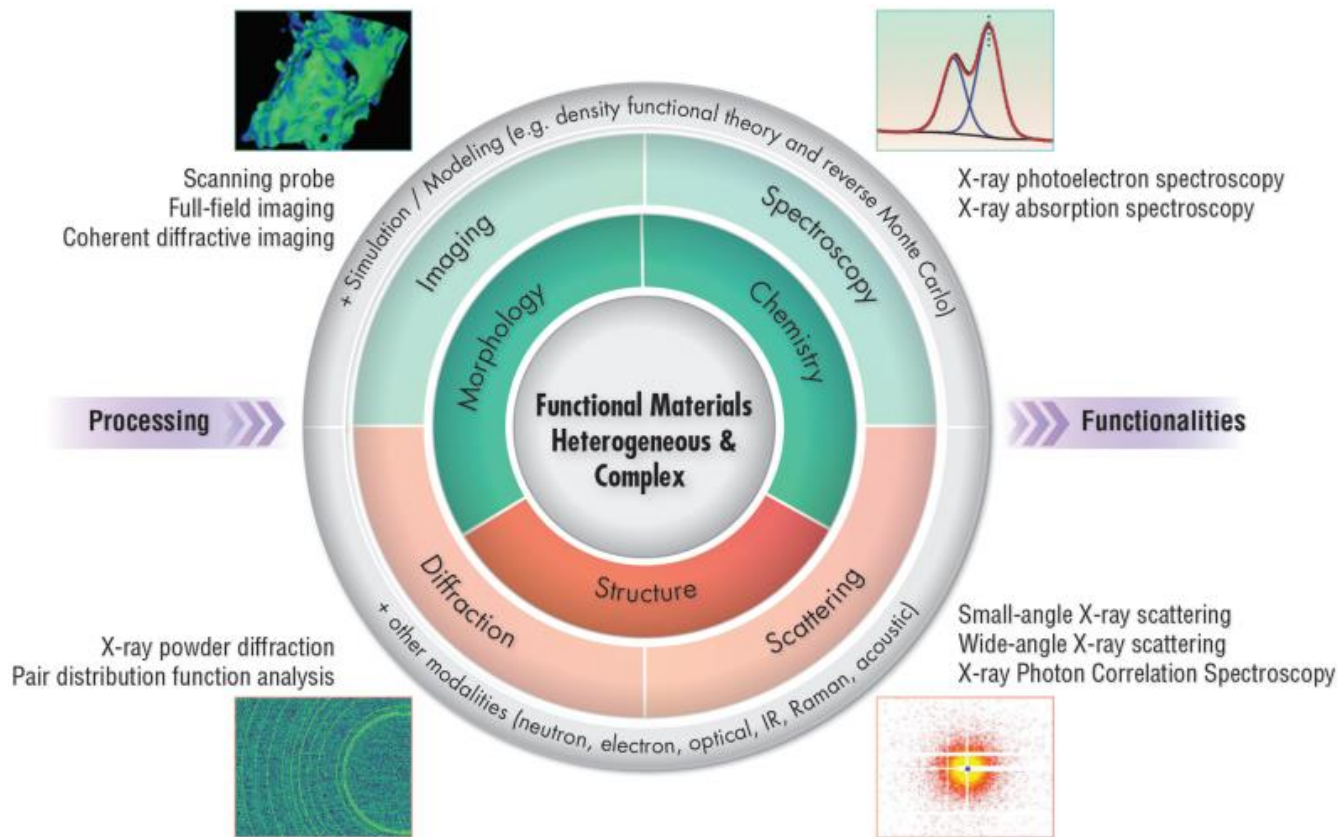 Scanning probe
Full-field imaging
Coherent diffractive imaging
X-ray photoelectron spectroscopy
X-ray absorption spectroscopy
+ Simulation / Modeling (e.g. density functional theory and reverse Monte Carlo)
Imaging
Spectroscopy
Morphology
Chemistry
Processing
Functional Materials
Heterogeneous &
Complex
Functionalities
Structure
Diffraction
Scattering
+ other modalities (neutron, electron, optical, IR, Raman, acoustic)
X-ray powder diffraction
Pair distribution function analysis
Small-angle X-ray scattering
Wide-angle X-ray scattering
X-ray Photon Correlation Spectroscopy